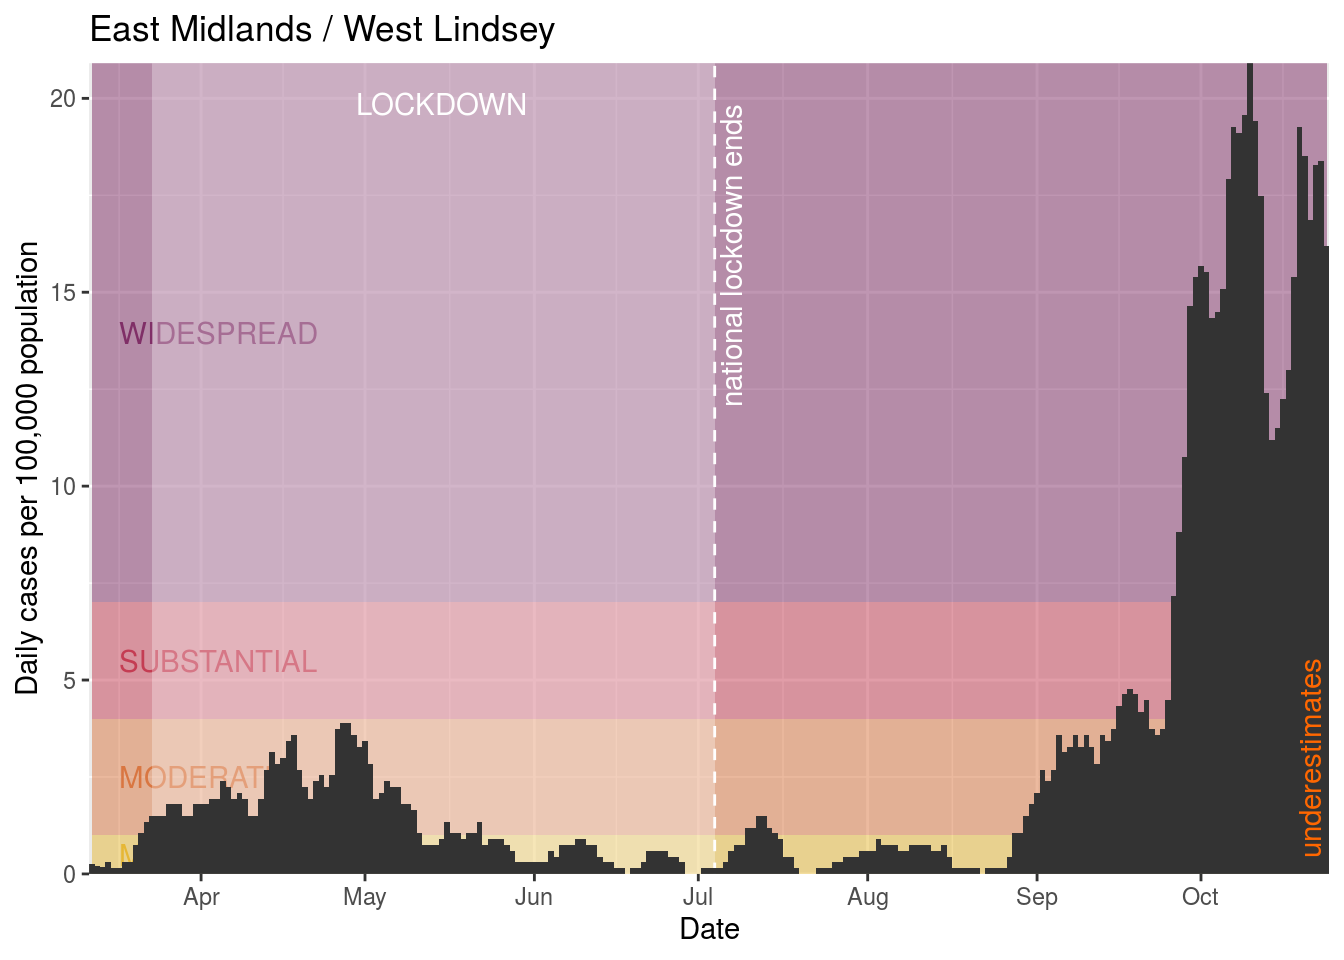 East Midlands / West Lindsey
Daily cases per 100,000 population
20
15
10
5
0
LOCKDOWN
national lockdown ends
WIDESPREAD
SUBSTANTIAL
underestimates
Apr
May
Jun
Jul
Aug
Sep
Oct
Date